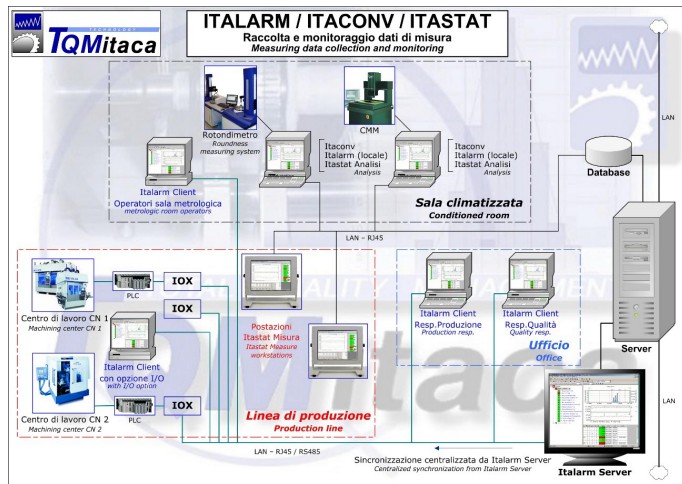 TECHNOLOGY
TQMitaca
ITALARM / ITACONV / ITASTAT
Raccolta e monitoraggio dati di misura
Measuring data collection and monitoring
LAN
Rotondimetro
Roundness
measuring system
Itaconv
Italarm (locale)
Itastat Analisi
Analysis
CMM
Itaconv
Italarm (locale)
Itastat Analisi
Analysis
Database
Italarm Client
Operatori sala metrologica
metrologic room operators
Sala climatizzata
Conditioned room
LAN – RJ45
PLC
IOX
Centro di lavoro CN 1
Machining center CN 1
IOX
Postazioni
Itastat Misura
Itastat Measure
workstations
Italarm Client
Resp.Produzione
Production resp.
Italarm Client
Resp.Qualità
Quality resp.
Ufficio
Office
Server
Italarm Client
con opzione I/O
with I/O option
PLC
IOX
Centro di lavoro CN 2
Machining center CN 2
Linea di produzione
Production line
LAN
LAN – RJ45 / RS485
Sincronizzazione centralizzata da Italarm Server
Centralized synchronization from Italarm Server
Italarm Server
TQMitaca